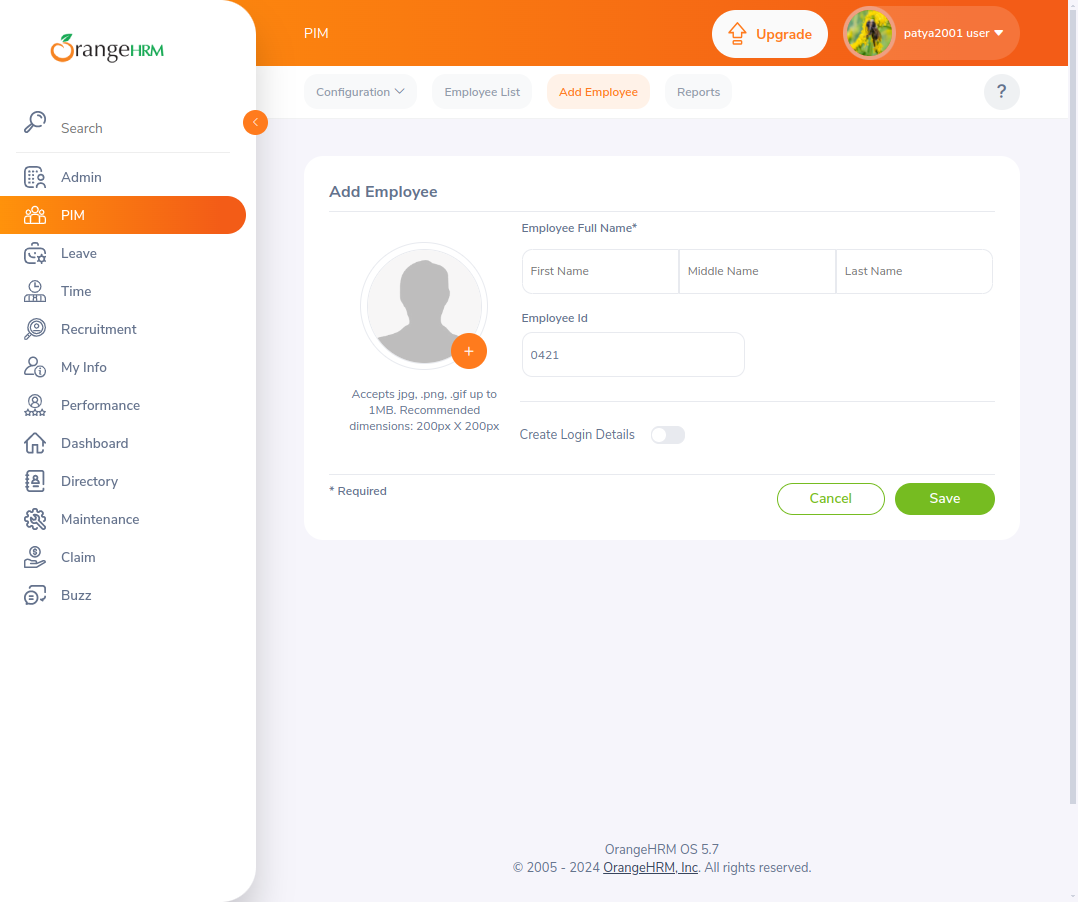 OrangeHRM
Search
Admin
PIM
Leave
Time
Recruitment
My Info
Performance
Dashboard
Directory
Maintenance
Claim
Buzz
PIM
Upgrade
patya2001 user
Configuration
Employee List
Add Employee
Reports
?
Add Employee
Accepts jpg, .png, .gif up to
1MB. Recommended
dimensions: 200px X 200px
Employee Full Name*
First Name
Middle Name
Last Name
Employee Id
0421
Create Login Details
* Required
Cancel
Save
OrangeHRM OS 5.7
© 2005 - 2024 OrangeHRM, Inc. All rights reserved.